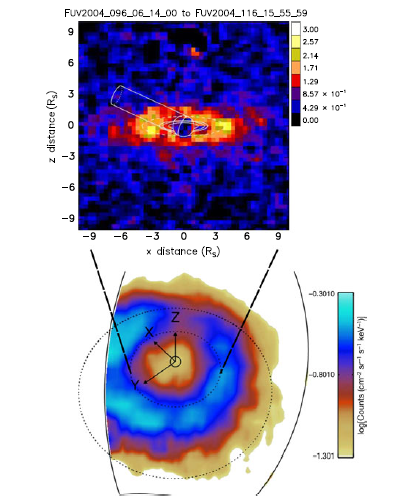 FUV2004_096_06_14_00 to FUV2004_116_15_55_59
9
6
3
0
−3
−6
−9
z distance (Rs)
−9 −6 −3 0 3 6 9
x distance (Rs)
3.00
2.57
2.14
1.71
1.29
8.57 × 10⁻¹
4.29 × 10⁻¹
0.00
Z
X
Y
−0.3010
−0.8010
−1.301
log[Counts (cm⁻² sr⁻¹ s⁻¹ keV⁻¹)]